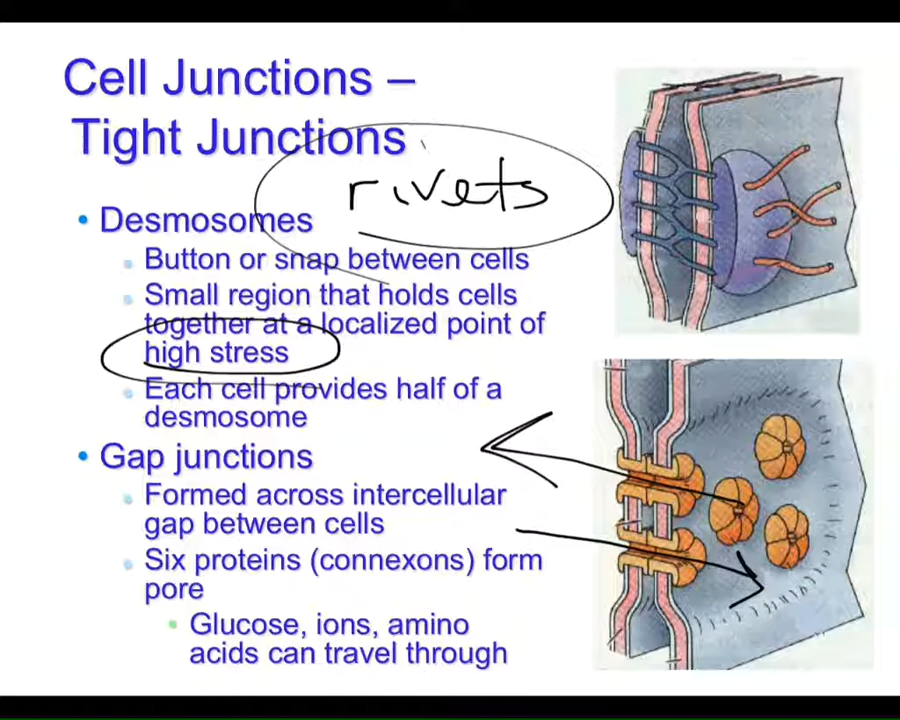 Cell Junctions –
Tight Junctions
rivets
• Desmosomes
Button or snap between cells
Small region that holds cells
together at a localized point of
high stress
Each cell provides half of a
desmosome
• Gap junctions
Formed across intercellular
gap between cells
Six proteins (connexons) form
pore
• Glucose, ions, amino
acids can travel through